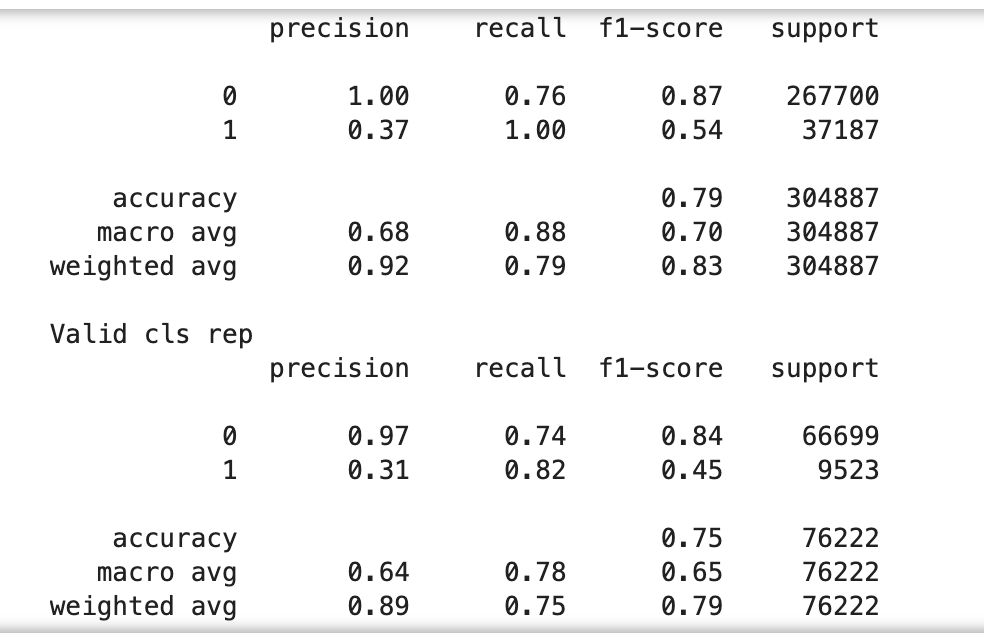 precision recall f1-score support
0 1.00 0.76 0.87 267700
1 0.37 1.00 0.54 37187
accuracy 0.79 304887
macro avg 0.68 0.88 0.70 304887
weighted avg 0.92 0.79 0.83 304887
Valid cls rep
precision recall f1-score support
0 0.97 0.74 0.84 66699
1 0.31 0.82 0.45 9523
accuracy 0.75 76222
macro avg 0.64 0.78 0.65 76222
weighted avg 0.89 0.75 0.79 76222